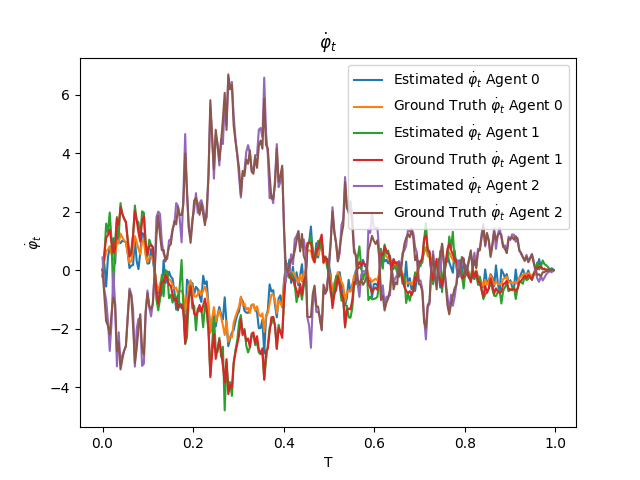 φ̇ₜ
Estimated φ̇ₜ Agent 0
Ground Truth φ̇ₜ Agent 0
Estimated φ̇ₜ Agent 1
Ground Truth φ̇ₜ Agent 1
Estimated φ̇ₜ Agent 2
Ground Truth φ̇ₜ Agent 2
φ̇ₜ
6
4
2
0
−2
−4
0.0 0.2 0.4 0.6 0.8 1.0
T